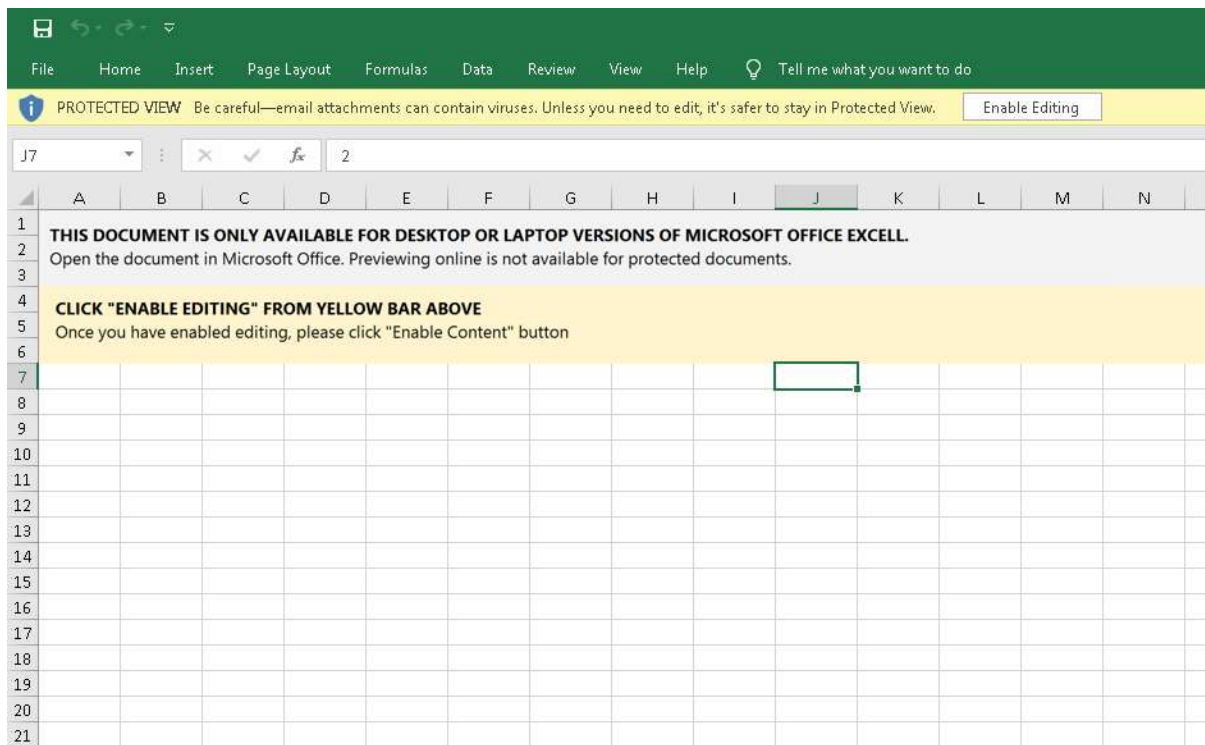 File Home Insert Page Layout Formulas Data Review View Help Tell me what you want to do
PROTECTED VIEW Be careful—email attachments can contain viruses. Unless you need to edit, it's safer to stay in Protected View. Enable Editing
J7 fx 2
A B C D E F G H I J K L M N
1
THIS DOCUMENT IS ONLY AVAILABLE FOR DESKTOP OR LAPTOP VERSIONS OF MICROSOFT OFFICE EXCELL.
2
Open the document in Microsoft Office. Previewing online is not available for protected documents.
3
4
CLICK "ENABLE EDITING" FROM YELLOW BAR ABOVE
5
Once you have enabled editing, please click "Enable Content" button
6
7
8
9
10
11
12
13
14
15
16
17
18
19
20
21